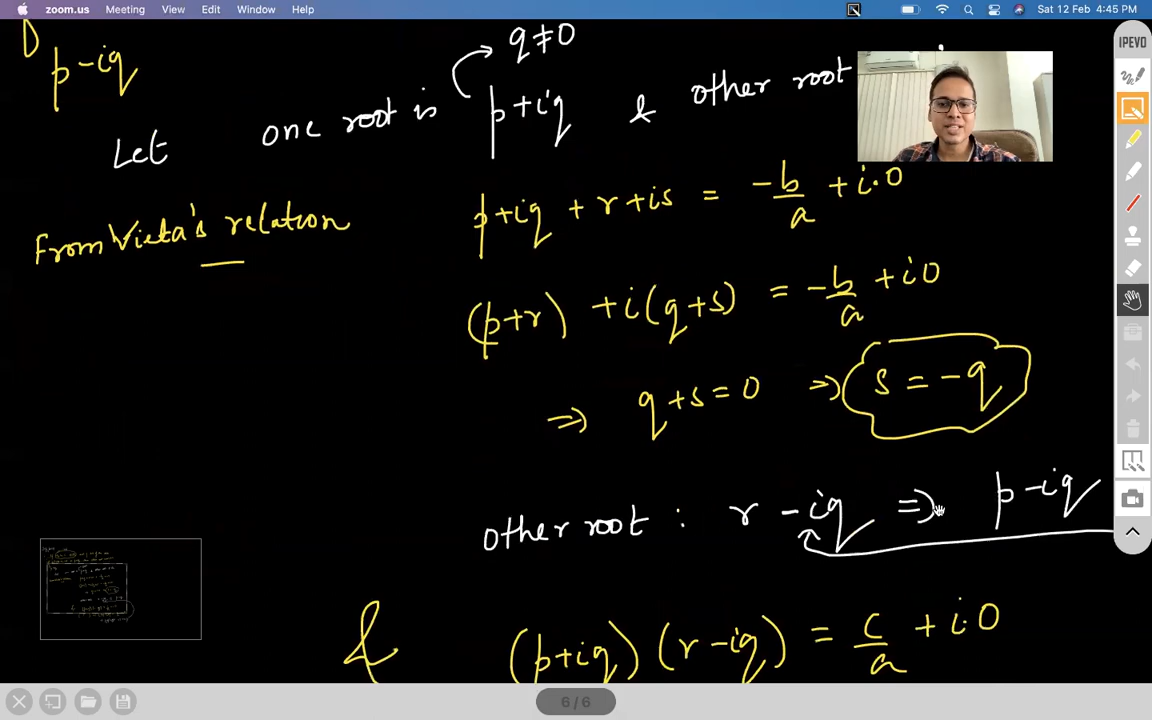 zoom.us Meeting View Edit Window Help Sat 12 Feb 4:45 PM
IPEVO
q≠0
p-iq
Let one root is p+iq & other root
p+iq + r+is = -b/a + i.0
From Vieta's relation
(p+r) + i(q+s) = -b/a + i0
⇒ q+s=0 ⇒ s = -q
other root : r - iq ⇒ p-iq
& (p+iq) (r-iq) = c/a + i.0
6 / 6